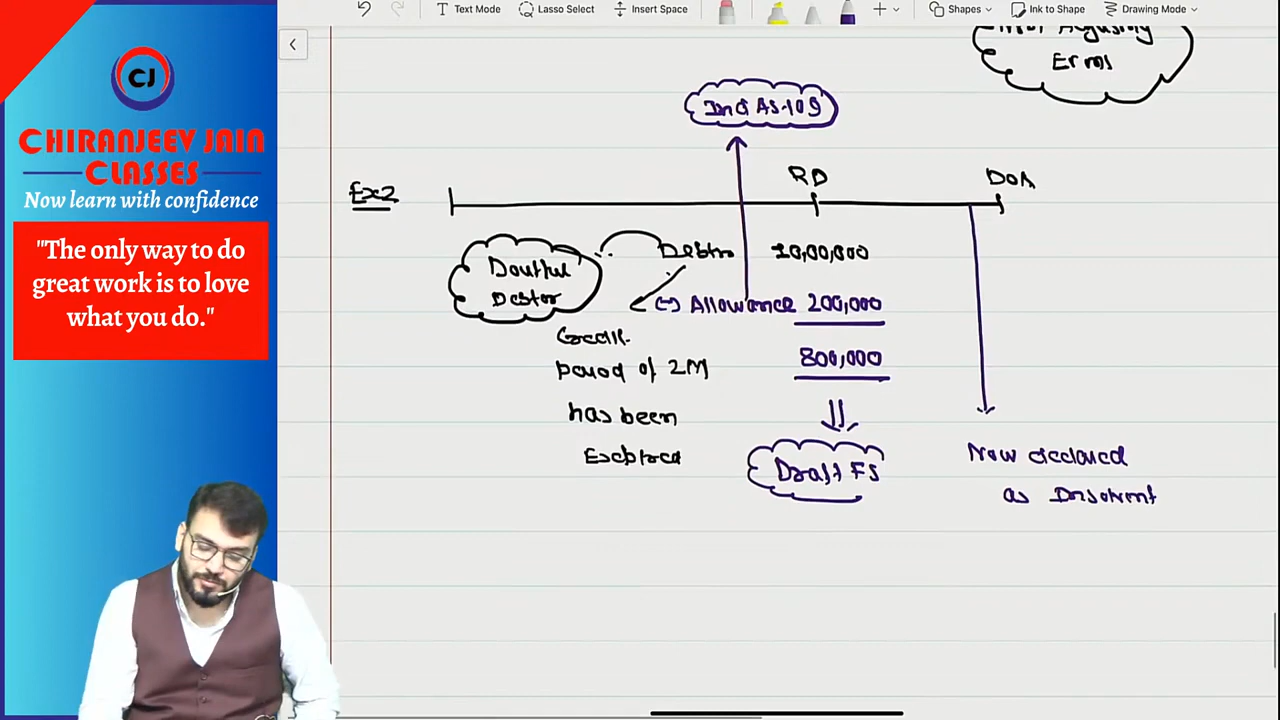 Text Mode
Lasso Select
Insert Space
Shapes
Ink to Shape
Drawing Mode
CJ
CHIRANJEEV JAIN
CLASSES
Now learn with confidence
"The only way to do
great work is to love
what you do."
Errors
Ind AS-109
Ex2
RD
DOA
Debtor 10,00,000
Doubtful
Debtor
(-) Allowance 200,000
800,000
Credit
period of 2M
has been
Draft FS
Now declared
as Insolvent